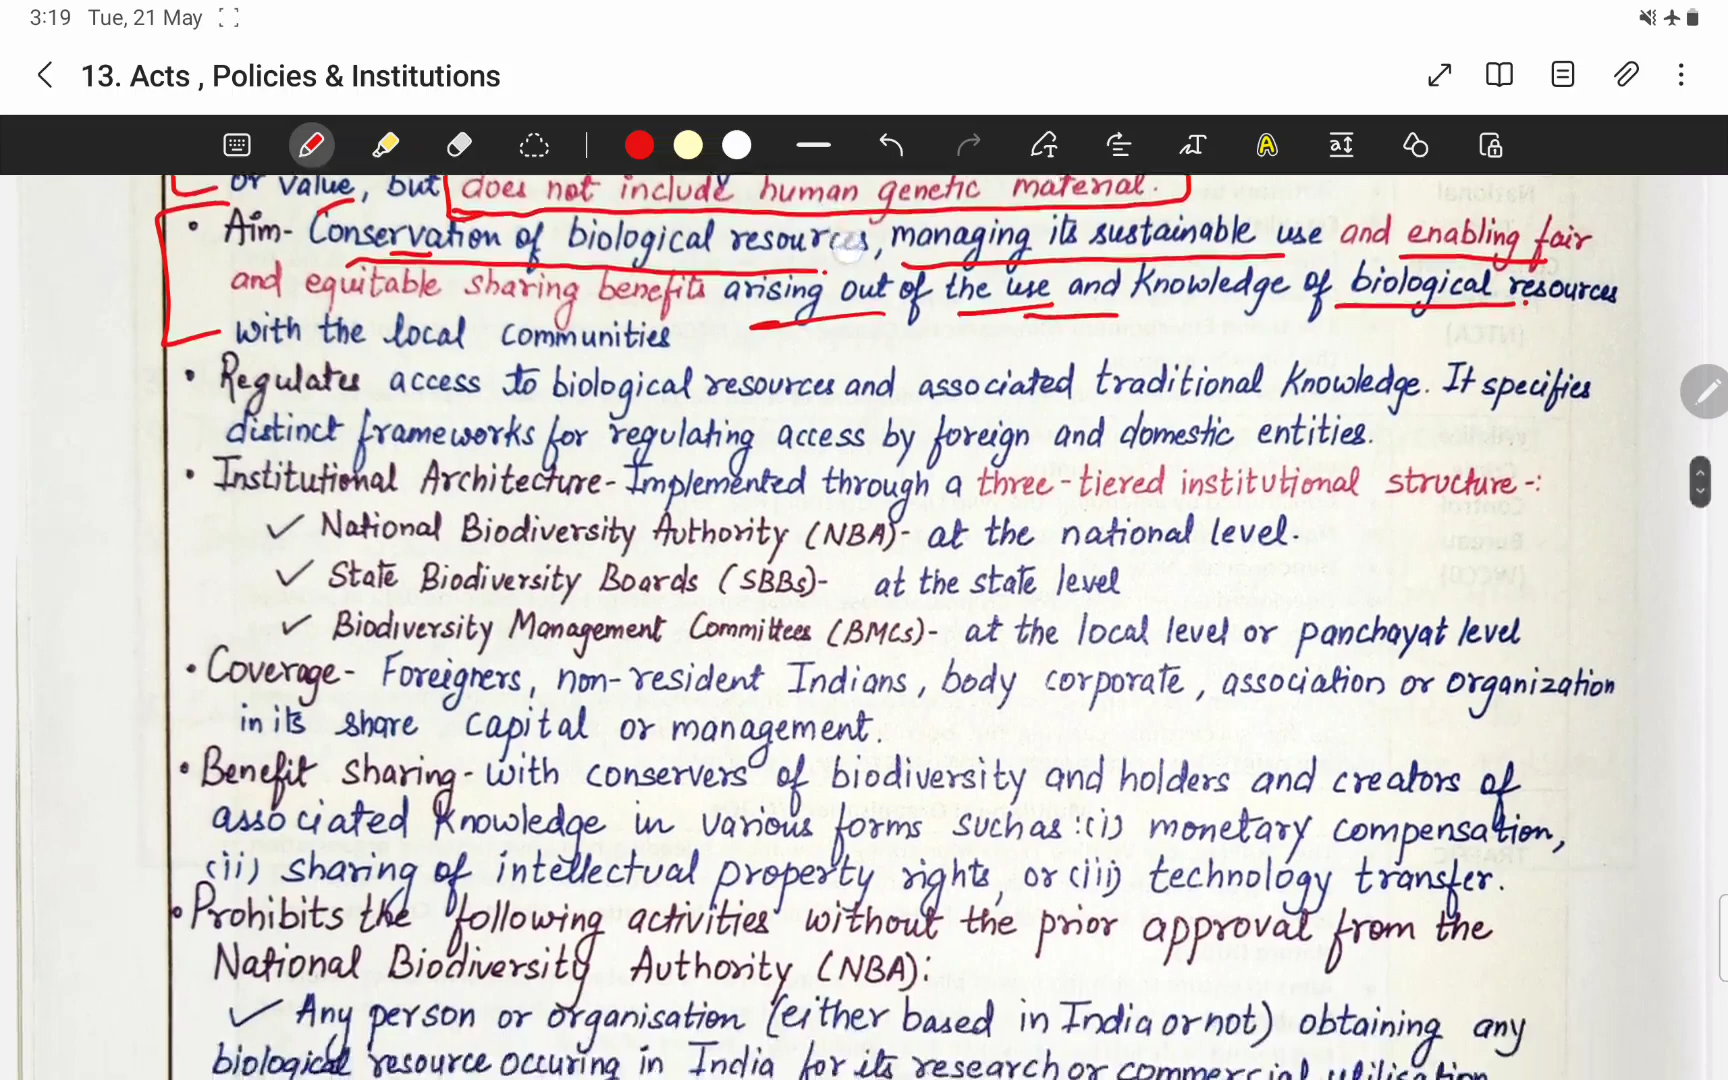 3:19 Tue, 21 May
13. Acts , Policies & Institutions
or value, but does not include human genetic material.
• Aim- Conservation of biological resources, managing its sustainable use and enabling fair
and equitable sharing benefits arising out of the use and Knowledge of biological resources
with the local communities
• Regulates access to biological resources and associated traditional Knowledge. It specifies
distinct frameworks for regulating access by foreign and domestic entities.
• Institutional Architecture- Implemented through a three-tiered institutional structure-:
✓ National Biodiversity Authority (NBA)- at the national level.
✓ State Biodiversity Boards (SBBs)- at the state level
✓ Biodiversity Management Committees (BMCs)- at the local level or panchayat level
• Coverage- Foreigners, non-resident Indians, body corporate, association or organization
in its share capital or management.
• Benefit sharing- with conservers of biodiversity and holders and creators of
associated Knowledge in various forms such as :(i) monetary compensation,
(ii) sharing of intellectual property rights, or (iii) technology transfer.
• Prohibits the following activities without the prior approval from the
National Biodiversity Authority (NBA):
✓ Any person or organisation (either based in India or not) obtaining any
biological resource occuring in India for its research or commercial utilisation